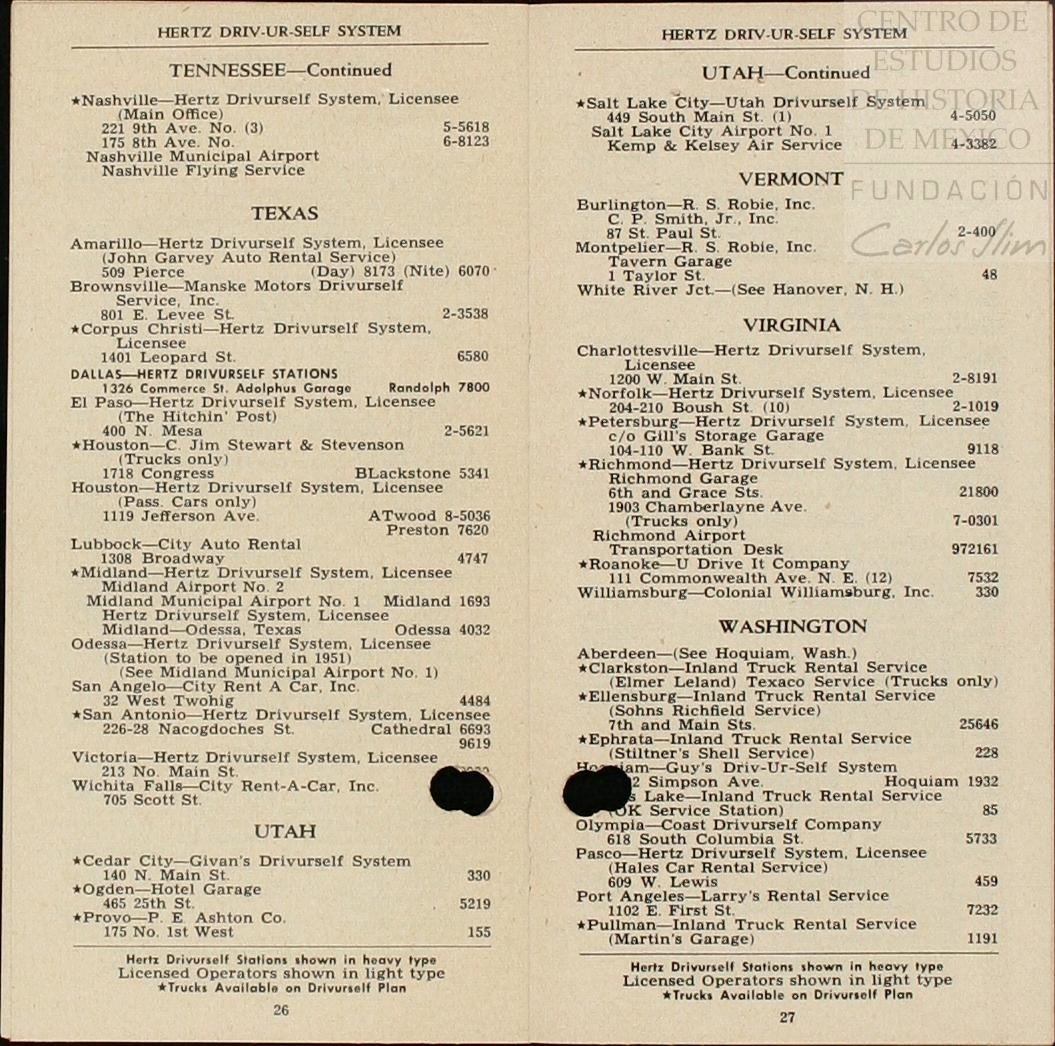 HERTZ DRIV-UR-SELF SYSTEM
TENNESSEE—Continued
★Nashville—Hertz Drivurself System, Licensee
(Main Office)
221 9th Ave. No. (3) 5-5618
175 8th Ave. No. 6-8123
Nashville Municipal Airport
Nashville Flying Service
TEXAS
Amarillo—Hertz Drivurself System, Licensee
(John Garvey Auto Rental Service)
509 Pierce (Day) 8173 (Nite) 6070
Brownsville—Manske Motors Drivurself
Service, Inc.
801 E. Levee St. 2-3538
★Corpus Christi—Hertz Drivurself System,
Licensee
1401 Leopard St. 6580
DALLAS—HERTZ DRIVURSELF STATIONS
1326 Commerce St. Adolphus Garage Randolph 7800
El Paso—Hertz Drivurself System, Licensee
(The Hitchin' Post)
400 N. Mesa 2-5621
★Houston—C. Jim Stewart & Stevenson
(Trucks only)
1718 Congress BLackstone 5341
Houston—Hertz Drivurself System, Licensee
(Pass. Cars only)
1119 Jefferson Ave. ATwood 8-5036
Preston 7620
Lubbock—City Auto Rental
1308 Broadway 4747
★Midland—Hertz Drivurself System, Licensee
Midland Airport No. 2
Midland Municipal Airport No. 1 Midland 1693
Hertz Drivurself System, Licensee
Midland—Odessa, Texas Odessa 4032
Odessa—Hertz Drivurself System, Licensee
(Station to be opened in 1951)
(See Midland Municipal Airport No. 1)
San Angelo—City Rent A Car, Inc.
32 West Twohig 4484
★San Antonio—Hertz Drivurself System, Licensee
226-28 Nacogdoches St. Cathedral 6693
9619
Victoria—Hertz Drivurself System, Licensee
213 No. Main St.
Wichita Falls—City Rent-A-Car, Inc.
705 Scott St.
UTAH
★Cedar City—Givan's Drivurself System
140 N. Main St. 330
★Ogden—Hotel Garage
465 25th St. 5219
★Provo—P. E. Ashton Co.
175 No. 1st West 155
Hertz Drivurself Stations shown in heavy type
Licensed Operators shown in light type
★Trucks Available on Drivurself Plan
26
HERTZ DRIV-UR-SELF SYSTEM
UTAH—Continued
★Salt Lake City—Utah Drivurself System
449 South Main St. (1) 4-5050
Salt Lake City Airport No. 1
Kemp & Kelsey Air Service 4-3382
VERMONT
Burlington—R. S. Robie, Inc.
C. P. Smith, Jr., Inc.
87 St. Paul St. 2-400
Montpelier—R. S. Robie, Inc.
Tavern Garage
1 Taylor St. 48
White River Jct.—(See Hanover, N. H.)
VIRGINIA
Charlottesville—Hertz Drivurself System,
Licensee
1200 W. Main St. 2-8191
★Norfolk—Hertz Drivurself System, Licensee
204-210 Boush St. (10) 2-1019
★Petersburg—Hertz Drivurself System, Licensee
c/o Gill's Storage Garage
104-110 W. Bank St. 9118
★Richmond—Hertz Drivurself System, Licensee
Richmond Garage
6th and Grace Sts. 21800
1903 Chamberlayne Ave.
(Trucks only) 7-0301
Richmond Airport
Transportation Desk 972161
★Roanoke—U Drive It Company
111 Commonwealth Ave. N. E. (12) 7532
Williamsburg—Colonial Williamsburg, Inc. 330
WASHINGTON
Aberdeen—(See Hoquiam, Wash.)
★Clarkston—Inland Truck Rental Service
(Elmer Leland) Texaco Service (Trucks only)
★Ellensburg—Inland Truck Rental Service
(Sohns Richfield Service)
7th and Main Sts. 25646
★Ephrata—Inland Truck Rental Service
(Stiltner's Shell Service) 228
Hoquiam—Guy's Driv-Ur-Self System
Simpson Ave. Hoquiam 1932
Lake—Inland Truck Rental Service
(OK Service Station) 85
Olympia—Coast Drivurself Company
618 South Columbia St. 5733
Pasco—Hertz Drivurself System, Licensee
(Hales Car Rental Service)
609 W. Lewis 459
Port Angeles—Larry's Rental Service
1102 E. First St. 7232
★Pullman—Inland Truck Rental Service
(Martin's Garage) 1191
Hertz Drivurself Stations shown in heavy type
Licensed Operators shown in light type
★Trucks Available on Drivurself Plan
27
CENTRO DE
ESTUDIOS
DE HISTORIA
DE MEXICO
FUNDACIÓN
Carlos Slim